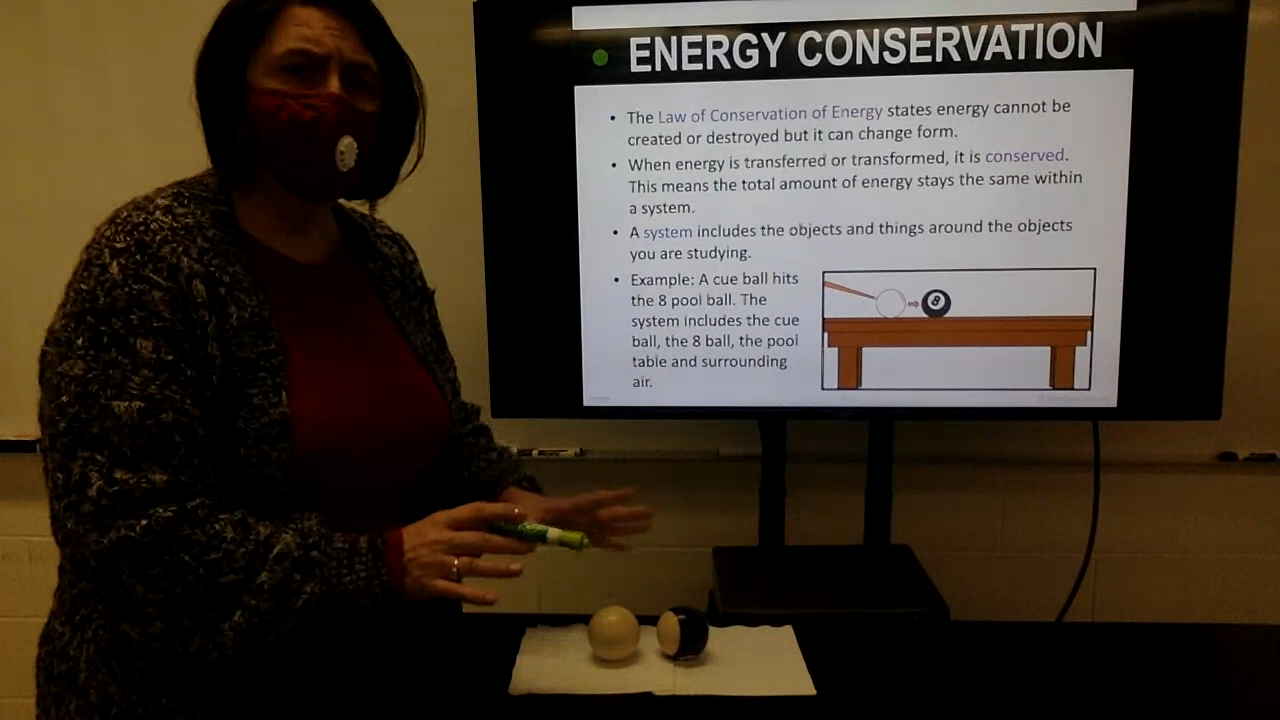 ENERGY CONSERVATION
• The Law of Conservation of Energy states energy cannot be
created or destroyed but it can change form.
• When energy is transferred or transformed, it is conserved.
This means the total amount of energy stays the same within
a system.
• A system includes the objects and things around the objects
you are studying.
• Example: A cue ball hits
the 8 pool ball. The
system includes the cue
ball, the 8 ball, the pool
table and surrounding
air.
8